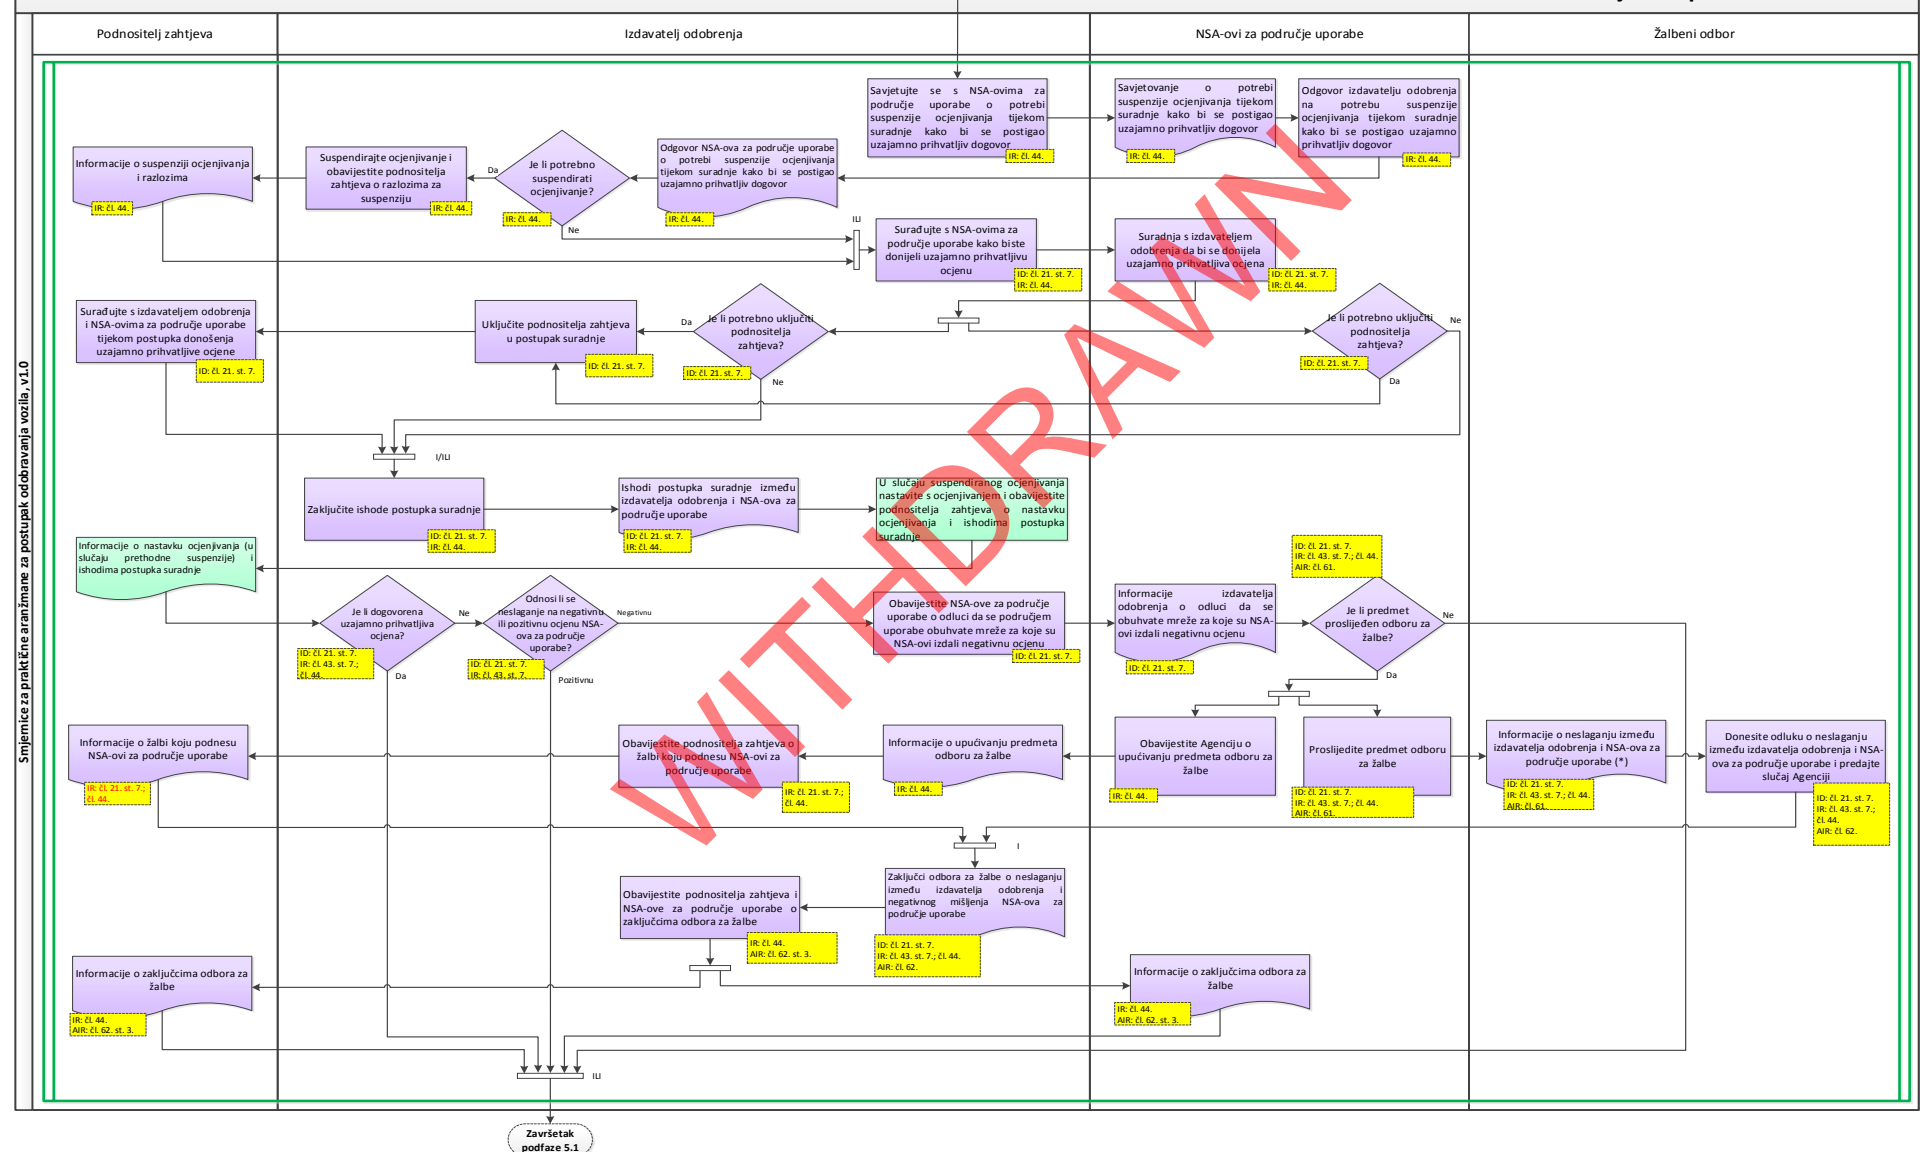 Podnositelj zahtjeva
Izdavatelj odobrenja
NSA-ovi za područje uporabe
Žalbeni odbor
Smjernice za praktične aranžmane za postupak odobravanja vozila, v1.0
Savjetujte se s NSA-ovima za
područje uporabe o potrebi
suspenzije ocjenjivanja tijekom
suradnje kako bi se postigao
uzajamno prihvatljiv dogovor
IR: čl. 44.
Savjetovanje o potrebi
suspenzije ocjenjivanja tijekom
suradnje kako bi se postigao
uzajamno prihvatljiv dogovor
IR: čl. 44.
Odgovor izdavatelju odobrenja
na potrebu suspenzije
ocjenjivanja tijekom suradnje
kako bi se postigao uzajamno
prihvatljiv dogovor
IR: čl. 44.
Informacije o suspenziji ocjenjivanja
i razlozima
IR: čl. 44.
Suspendirajte ocjenjivanje i
obavijestite podnositelja
zahtjeva o razlozima za
suspenziju
IR: čl. 44.
Da
Je li potrebno
suspendirati
ocjenjivanje?
IR: čl. 44.
Ne
Odgovor NSA-ova za područje uporabe
o potrebi suspenzije ocjenjivanja
tijekom suradnje kako bi se postigao
uzajamno prihvatljiv dogovor
IR: čl. 44.
ILI
Surađujte s NSA-ovima za
područje uporabe kako biste
donijeli uzajamno prihvatljivu
ocjenu
ID: čl. 21. st. 7.
IR: čl. 44.
Suradnja s izdavateljem
odobrenja da bi se donijela
uzajamno prihvatljiva ocjena
ID: čl. 21. st. 7.
IR: čl. 44.
Surađujte s izdavateljem odobrenja
i NSA-ovima za područje uporabe
tijekom postupka donošenja
uzajamno prihvatljive ocjene
ID: čl. 21. st. 7.
Uključite podnositelja zahtjeva
u postupak suradnje
ID: čl. 21. st. 7.
Da
Je li potrebno uključiti
podnositelja
zahtjeva?
ID: čl. 21. st. 7.
Ne
Je li potrebno uključiti
podnositelja
zahtjeva?
ID: čl. 21. st. 7.
Ne
Da
I/ILI
Zaključite ishode postupka suradnje
ID: čl. 21. st. 7.
IR: čl. 44.
Ishodi postupka suradnje između
izdavatelja odobrenja i NSA-ova za
područje uporabe
ID: čl. 21. st. 7.
IR: čl. 44.
U slučaju suspendiranog ocjenjivanja
nastavite s ocjenjivanjem i obavijestite
podnositelja zahtjeva o nastavku
ocjenjivanja i ishodima postupka
suradnje
Informacije o nastavku ocjenjivanja (u
slučaju prethodne suspenzije) i
ishodima postupka suradnje
Je li dogovorena
uzajamno prihvatljiva
ocjena?
ID: čl. 21. st. 7.
IR: čl. 43. st. 7.;
čl. 44.
Ne
Da
Odnosi li se
neslaganje na negativnu
ili pozitivnu ocjenu NSA-
ova za područje
uporabe?
ID: čl. 21. st. 7.
IR: čl. 43. st. 7.
Negativnu
Pozitivnu
Obavijestite NSA-ove za područje
uporabe o odluci da se područjem
uporabe obuhvate mreže za koje su
NSA-ovi izdali negativnu ocjenu
ID: čl. 21. st. 7.
Informacije izdavatelja
odobrenja o odluci da se
obuhvate mreže za koje su NSA-
ovi izdali negativnu ocjenu
ID: čl. 21. st. 7.
ID: čl. 21. st. 7.
IR: čl. 43. st. 7.; čl. 44.
AIR: čl. 61.
Je li predmet
proslijeđen odboru za
žalbe?
Ne
Da
Informacije o žalbi koju podnesu
NSA-ovi za područje uporabe
IR: čl. 21. st. 7.;
čl. 44.
Obavijestite podnositelja zahtjeva o
žalbi koju podnesu NSA-ovi za
područje uporabe
IR: čl. 21. st. 7.;
čl. 44.
Informacije o upućivanju predmeta
odboru za žalbe
IR: čl. 44.
Obavijestite Agenciju o
upućivanju predmeta odboru za
žalbe
IR: čl. 44.
Proslijedite predmet odboru
za žalbe
ID: čl. 21. st. 7.
IR: čl. 43. st. 7.; čl. 44.
AIR: čl. 61.
Informacije o neslaganju između
izdavatelja odobrenja i NSA-ova za
područje uporabe (*)
ID: čl. 21. st. 7.
IR: čl. 43. st. 7.; čl. 44.
AIR: čl. 61.
Donesite odluku o neslaganju
između izdavatelja odobrenja i NSA-
ova za područje uporabe i predajte
slučaj Agenciji
ID: čl. 21. st. 7.
IR: čl. 43. st. 7.;
čl. 44.
AIR: čl. 62.
I
Zaključci odbora za žalbe o neslaganju
između izdavatelja odobrenja i
negativnog mišljenja NSA-ova za
područje uporabe
ID: čl. 21. st. 7.
IR: čl. 43. st. 7.; čl. 44.
AIR: čl. 62.
Obavijestite podnositelja zahtjeva i
NSA-ove za područje uporabe o
zaključcima odbora za žalbe
IR: čl. 44.
AIR: čl. 62. st. 3.
Informacije o zaključcima odbora za
žalbe
IR: čl. 44.
AIR: čl. 62. st. 3.
Informacije o zaključcima odbora za
žalbe
IR: čl. 44.
AIR: čl. 62. st. 3.
ILI
Završetak
podfaze 5.1
WITHDRAWN